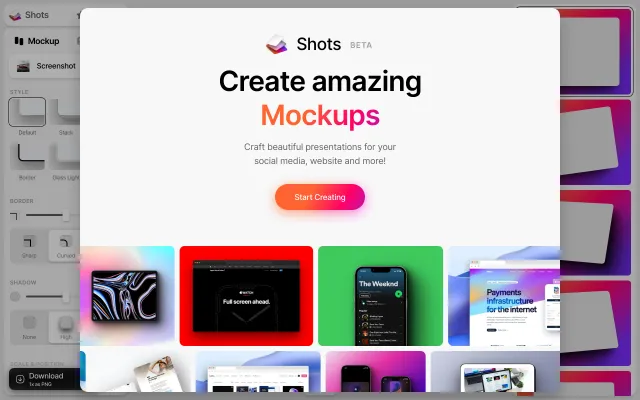 Shots
Mockup
Screenshot
STYLE
Default
Stack
Border
Glass Light
BORDER
Sharp
Curved
SHADOW
None
High
Download
1x as PNG
Shots BETA
Create amazing
Mockups
Craft beautiful presentations for your
social media, website and more!
Start Creating
WATCH
Full screen ahead.
The Weeknd
Popular
Payments
infrastructure
for the internet